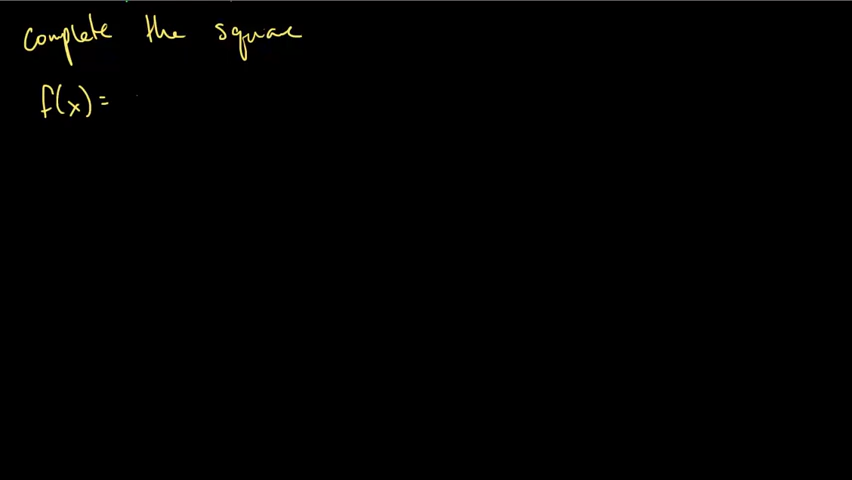 complete the square
f(x)=